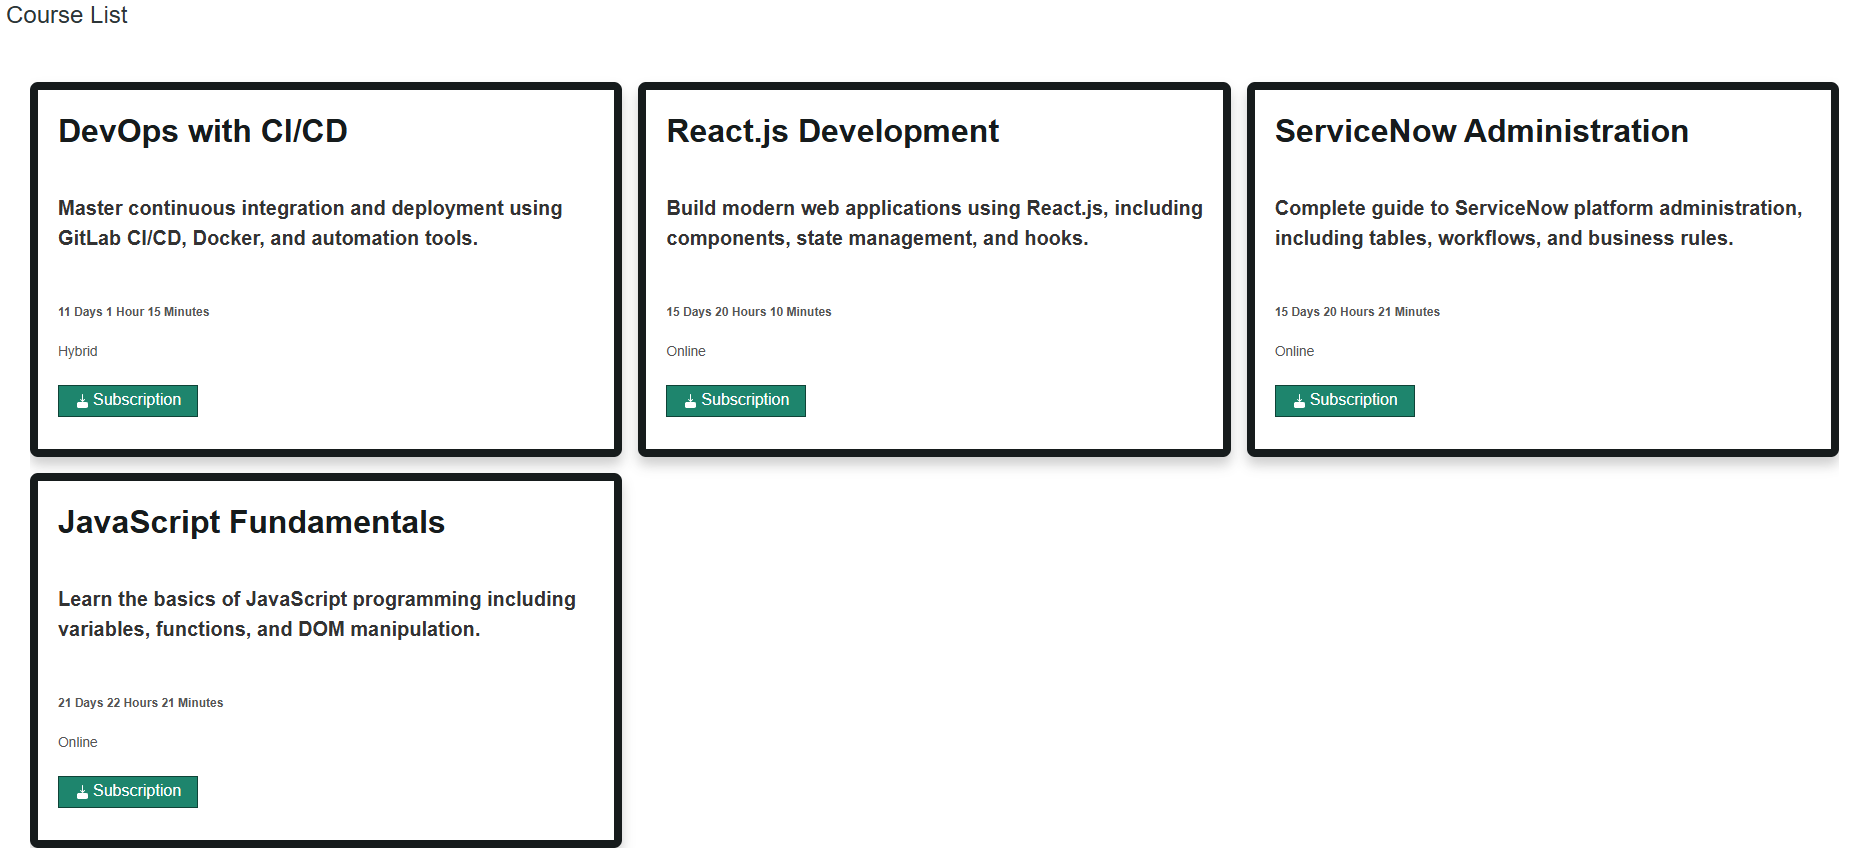 Course List
DevOps with CI/CD
Master continuous integration and deployment using
GitLab CI/CD, Docker, and automation tools.
11 Days 1 Hour 15 Minutes
Hybrid
Subscription
React.js Development
Build modern web applications using React.js, including
components, state management, and hooks.
15 Days 20 Hours 10 Minutes
Online
Subscription
ServiceNow Administration
Complete guide to ServiceNow platform administration,
including tables, workflows, and business rules.
15 Days 20 Hours 21 Minutes
Online
Subscription
JavaScript Fundamentals
Learn the basics of JavaScript programming including
variables, functions, and DOM manipulation.
21 Days 22 Hours 21 Minutes
Online
Subscription